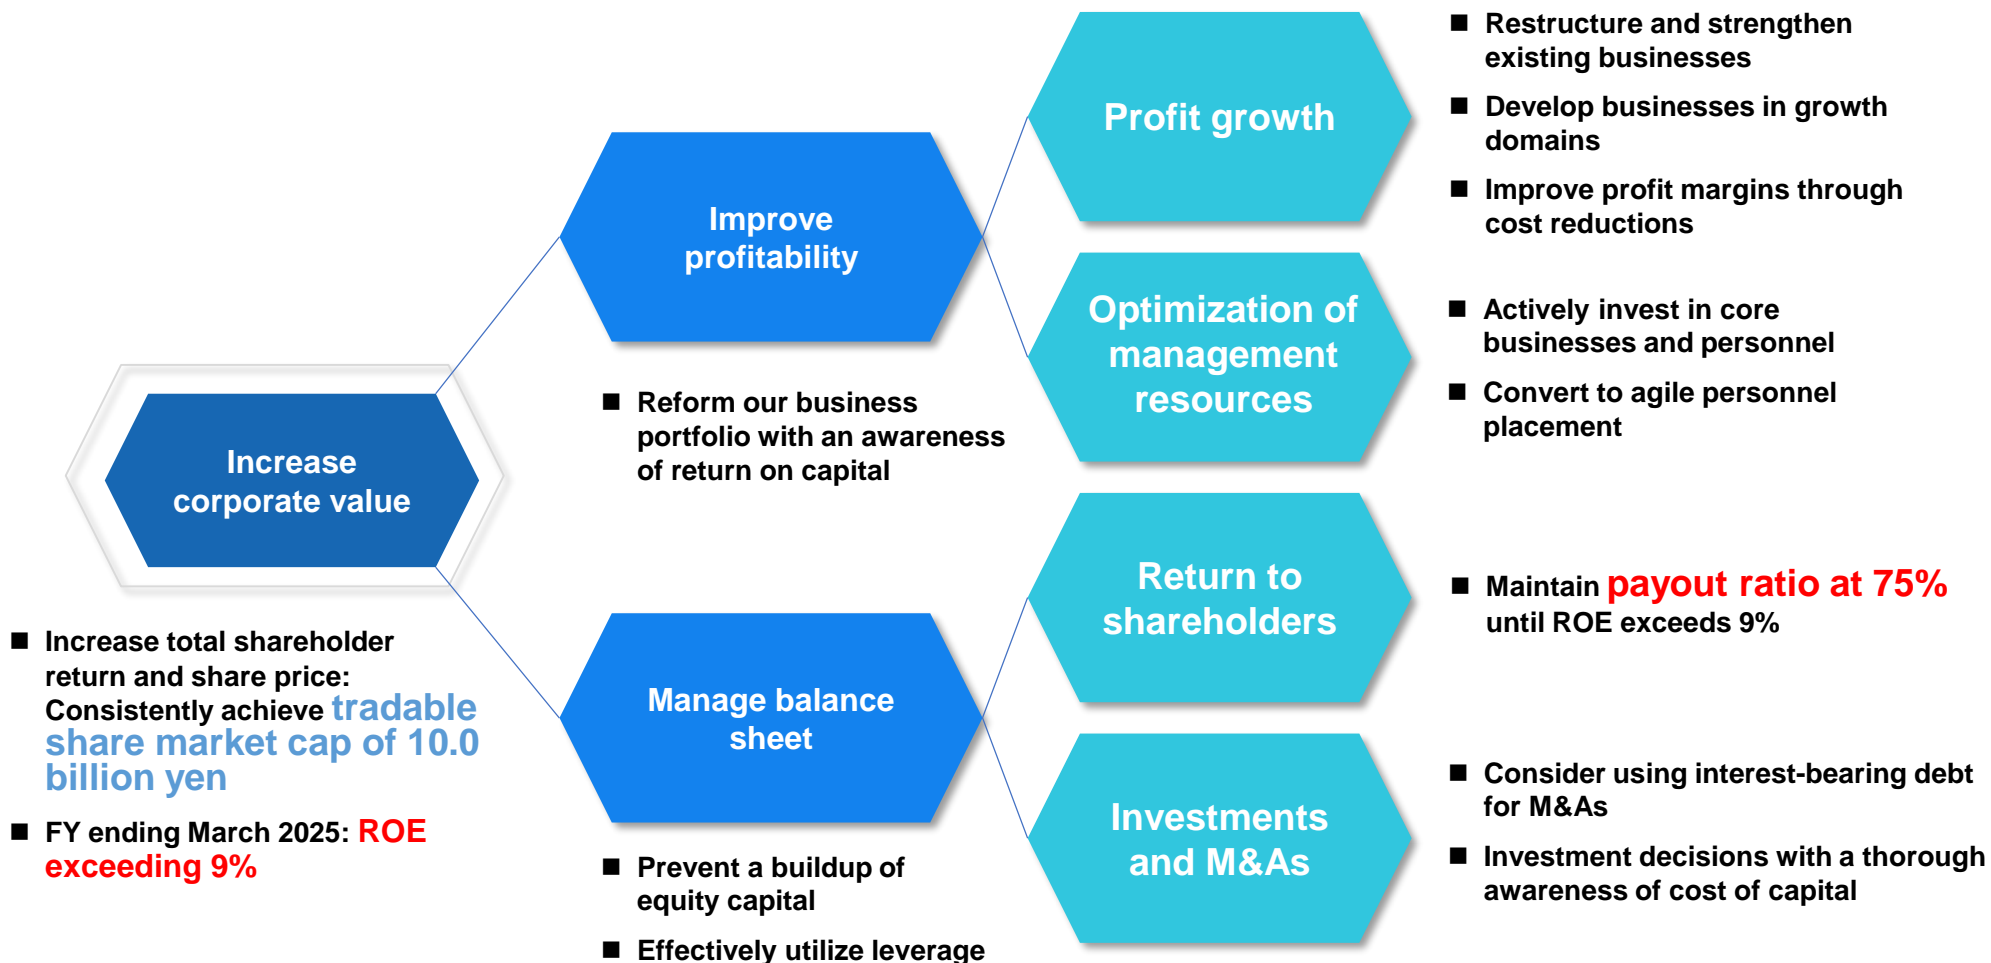 Increase
corporate value
■ Increase total shareholder
return and share price:
Consistently achieve tradable
share market cap of 10.0
billion yen
■ FY ending March 2025: ROE
exceeding 9%
Improve
profitability
■ Reform our business
portfolio with an awareness
of return on capital
Manage balance
sheet
■ Prevent a buildup of
equity capital
■ Effectively utilize leverage
Profit growth
■ Restructure and strengthen
existing businesses
■ Develop businesses in growth
domains
■ Improve profit margins through
cost reductions
Optimization of
management
resources
■ Actively invest in core
businesses and personnel
■ Convert to agile personnel
placement
Return to
shareholders
■ Maintain payout ratio at 75%
until ROE exceeds 9%
Investments
and M&As
■ Consider using interest-bearing debt
for M&As
■ Investment decisions with a thorough
awareness of cost of capital